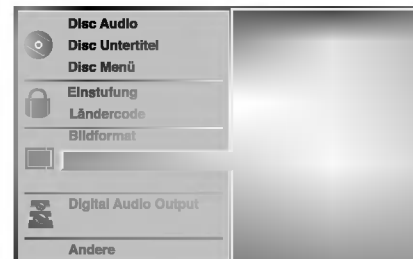 Disc Audio
Disc Untertitel
Disc Menü
Einstufung
Ländercode
Bildformat
Digital Audio Output
Andere